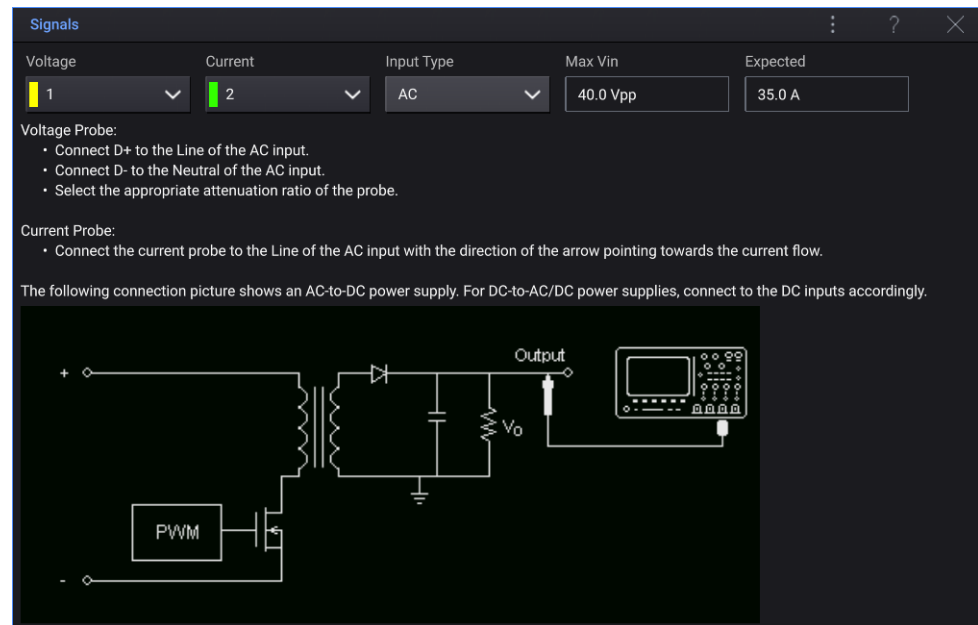 Signals
?
Voltage Current Input Type Max Vin Expected
1 2 AC 40.0 Vpp 35.0 A
Voltage Probe:
• Connect D+ to the Line of the AC input.
• Connect D- to the Neutral of the AC input.
• Select the appropriate attenuation ratio of the probe.
Current Probe:
• Connect the current probe to the Line of the AC input with the direction of the arrow pointing towards the current flow.
The following connection picture shows an AC-to-DC power supply. For DC-to-AC/DC power supplies, connect to the DC inputs accordingly.
Output
+
Vo
PWM
-